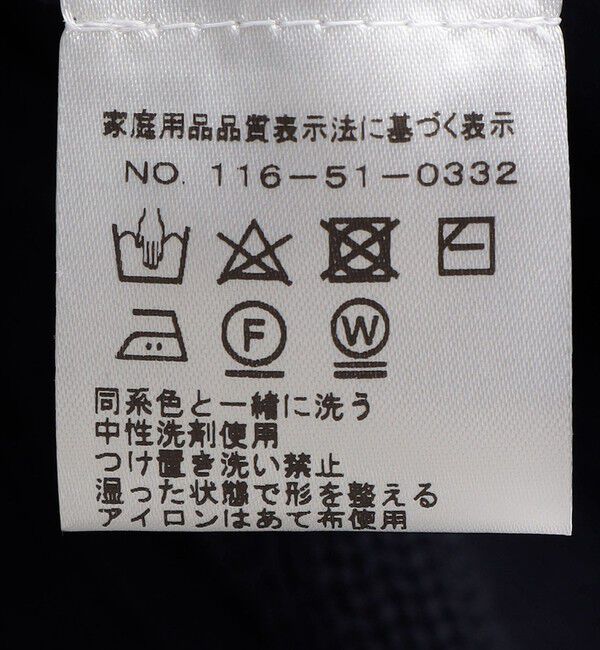 家庭用品品質表示法に基づく表示
NO. 116-51-0332
F W
同系色と一緒に洗う
中性洗剤使用
つけ置き洗い禁止
湿った状態で形を整える
アイロンはあて布使用